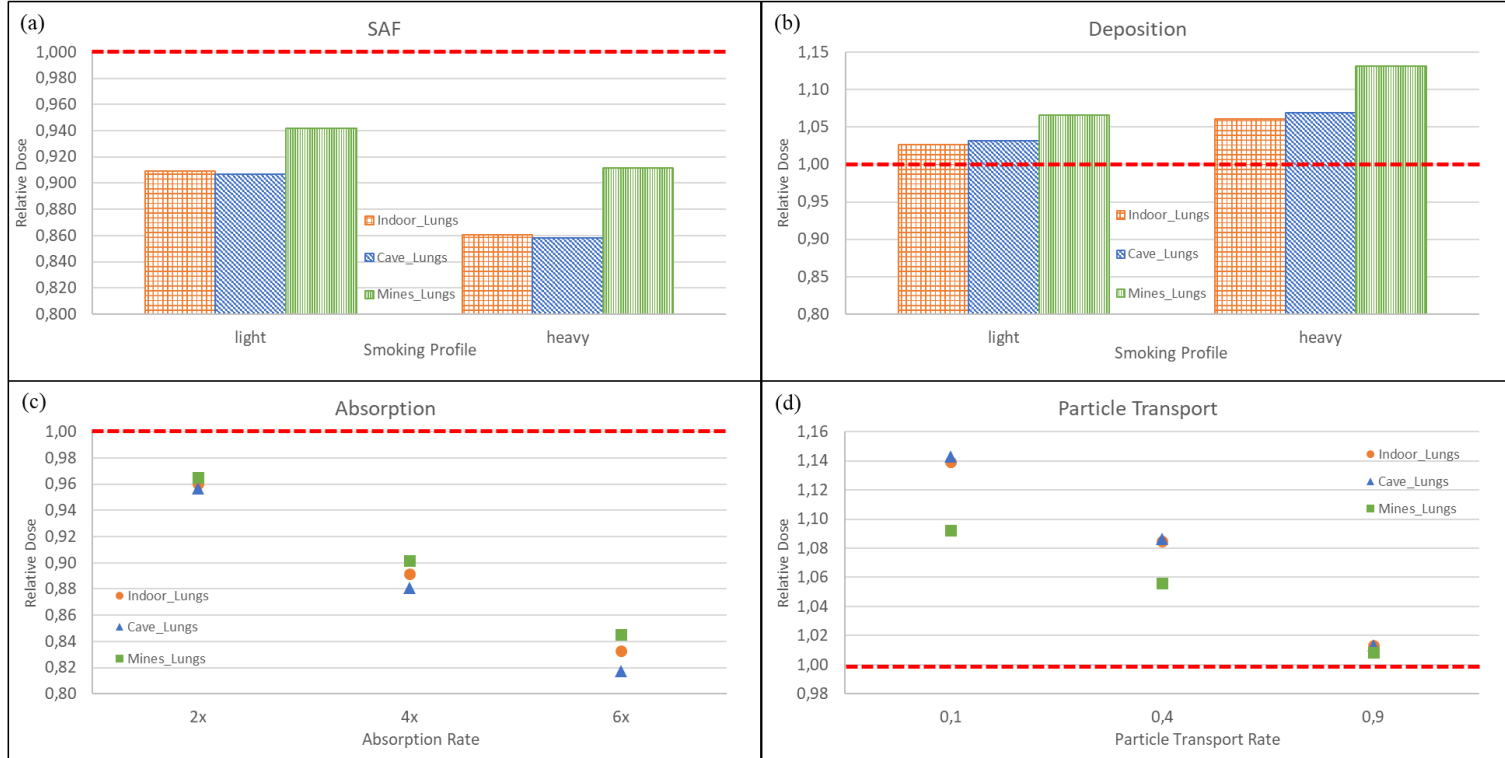 (a)
SAF
Relative Dose
1,000
0,980
0,960
0,940
0,920
0,900
0,880
0,860
0,840
0,820
0,800
Indoor_Lungs
Cave_Lungs
Mines_Lungs
light
heavy
Smoking Profile
(b)
Deposition
Relative Dose
1,15
1,10
1,05
1,00
0,95
0,90
0,85
0,80
Indoor_Lungs
Cave_Lungs
Mines_Lungs
light
heavy
Smoking Profile
(c)
Absorption
Relative Dose
1,00
0,98
0,96
0,94
0,92
0,90
0,88
0,86
0,84
0,82
0,80
Indoor_Lungs
Cave_Lungs
Mines_Lungs
2x
4x
6x
Absorption Rate
(d)
Particle Transport
Relative Dose
1,16
1,14
1,12
1,10
1,08
1,06
1,04
1,02
1,00
0,98
Indoor_Lungs
Cave_Lungs
Mines_Lungs
0,1
0,4
0,9
Particle Transport Rate